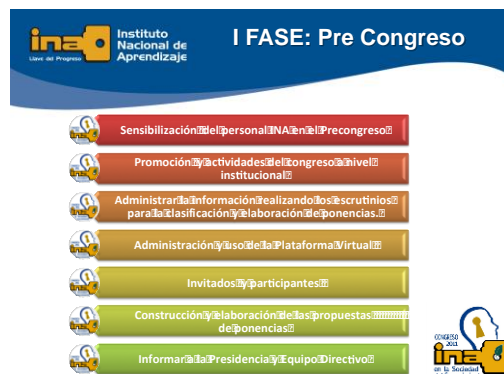 ina
Llave del Progreso
Instituto
Nacional de
Aprendizaje
I FASE: Pre Congreso
Sensibilización del personal INA en el Precongreso
Promoción y actividades del congreso a nivel
institucional
Administrar la información realizando los escrutinios
para la clasificación y elaboración de ponencias.
Administración y uso de la Plataforma Virtual
Invitados y participantes
Construcción y elaboración de las propuestas
de ponencias
Informar a la Presidencia y Equipo Directivo
CONGRESO
2011
ina
en la Sociedad